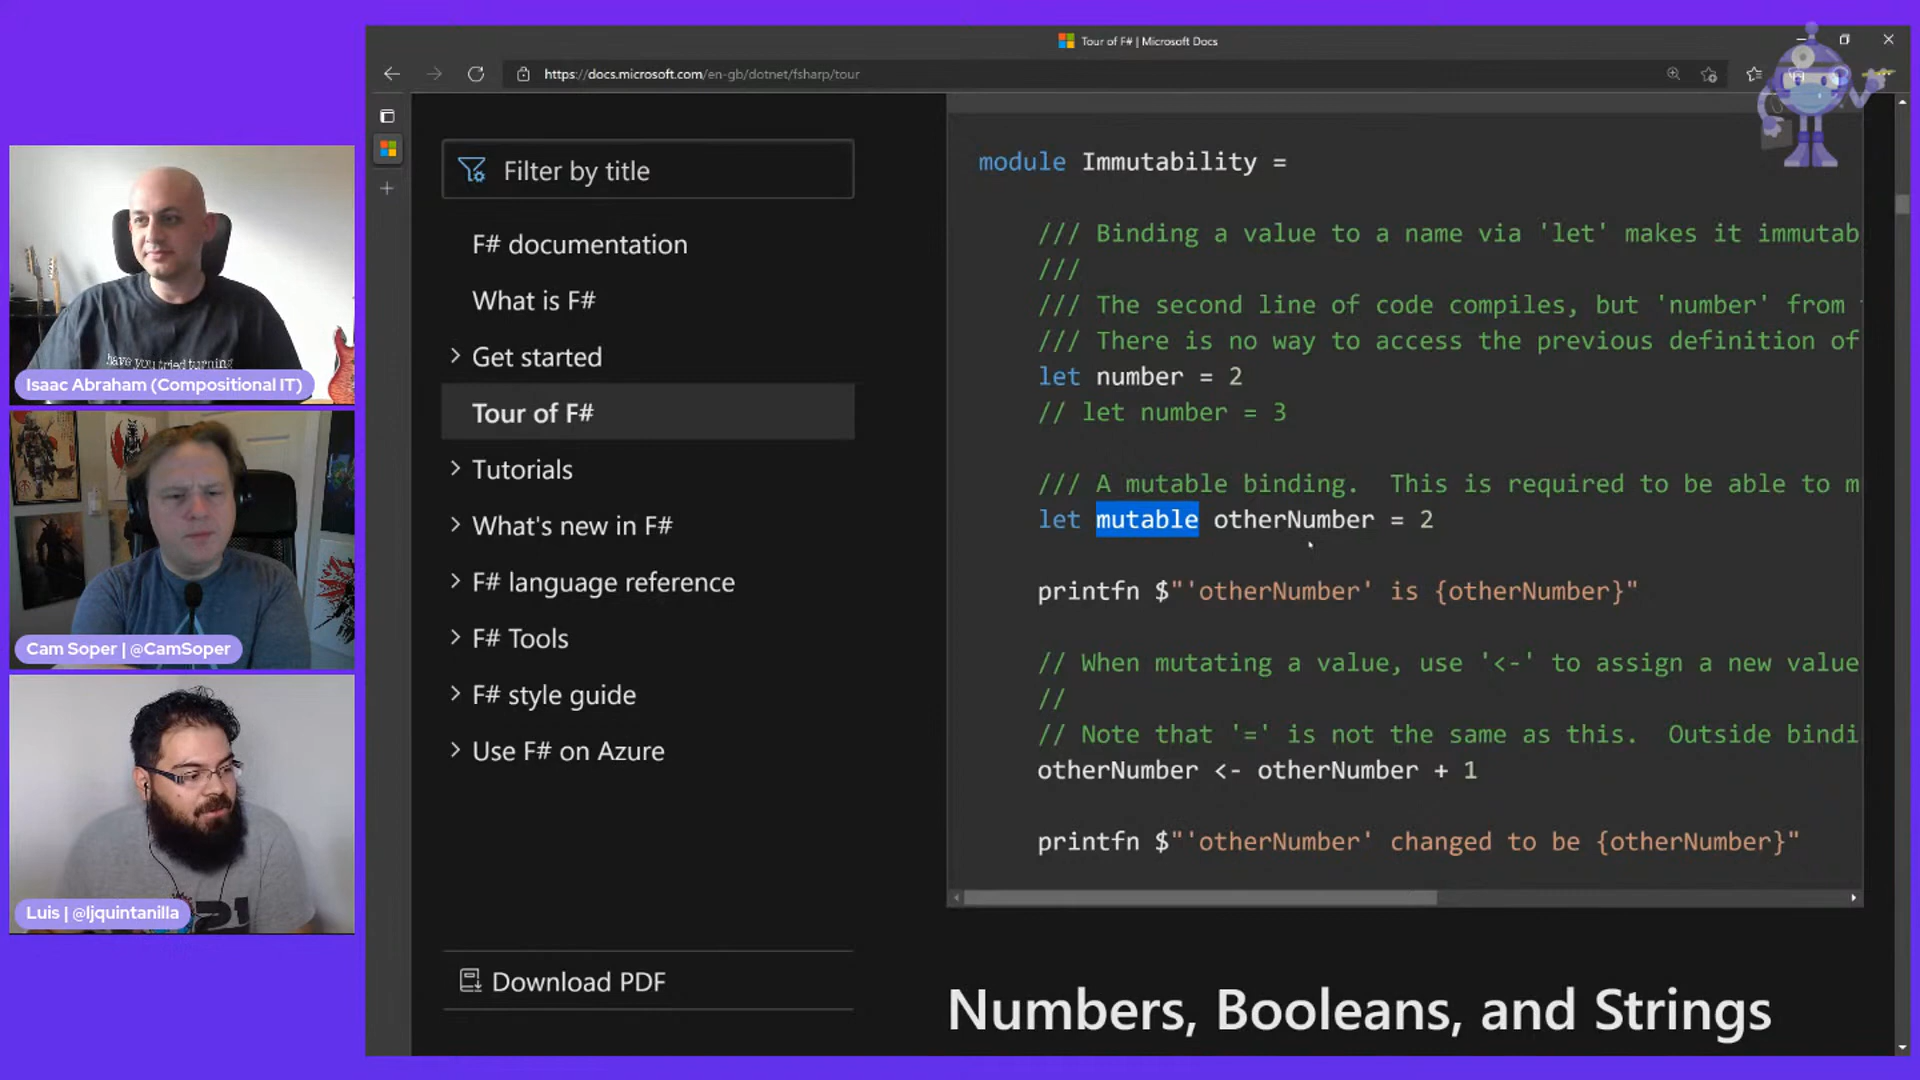 Tour of F# | Microsoft Docs
https://docs.microsoft.com/en-gb/dotnet/fsharp/tour
Filter by title
F# documentation
What is F#
Get started
Tour of F#
Tutorials
What's new in F#
F# language reference
F# Tools
F# style guide
Use F# on Azure
Download PDF
module Immutability =
/// Binding a value to a name via 'let' makes it immutab
///
/// The second line of code compiles, but 'number' from
/// There is no way to access the previous definition of
let number = 2
// let number = 3
/// A mutable binding.  This is required to be able to m
let mutable otherNumber = 2
printfn $"'otherNumber' is {otherNumber}"
// When mutating a value, use '<-' to assign a new value
//
// Note that '=' is not the same as this.  Outside bindi
otherNumber <- otherNumber + 1
printfn $"'otherNumber' changed to be {otherNumber}"
Numbers, Booleans, and Strings
have you tried turning
Isaac Abraham (Compositional IT)
Cam Soper | @CamSoper
21
Luis | @ljquintanilla